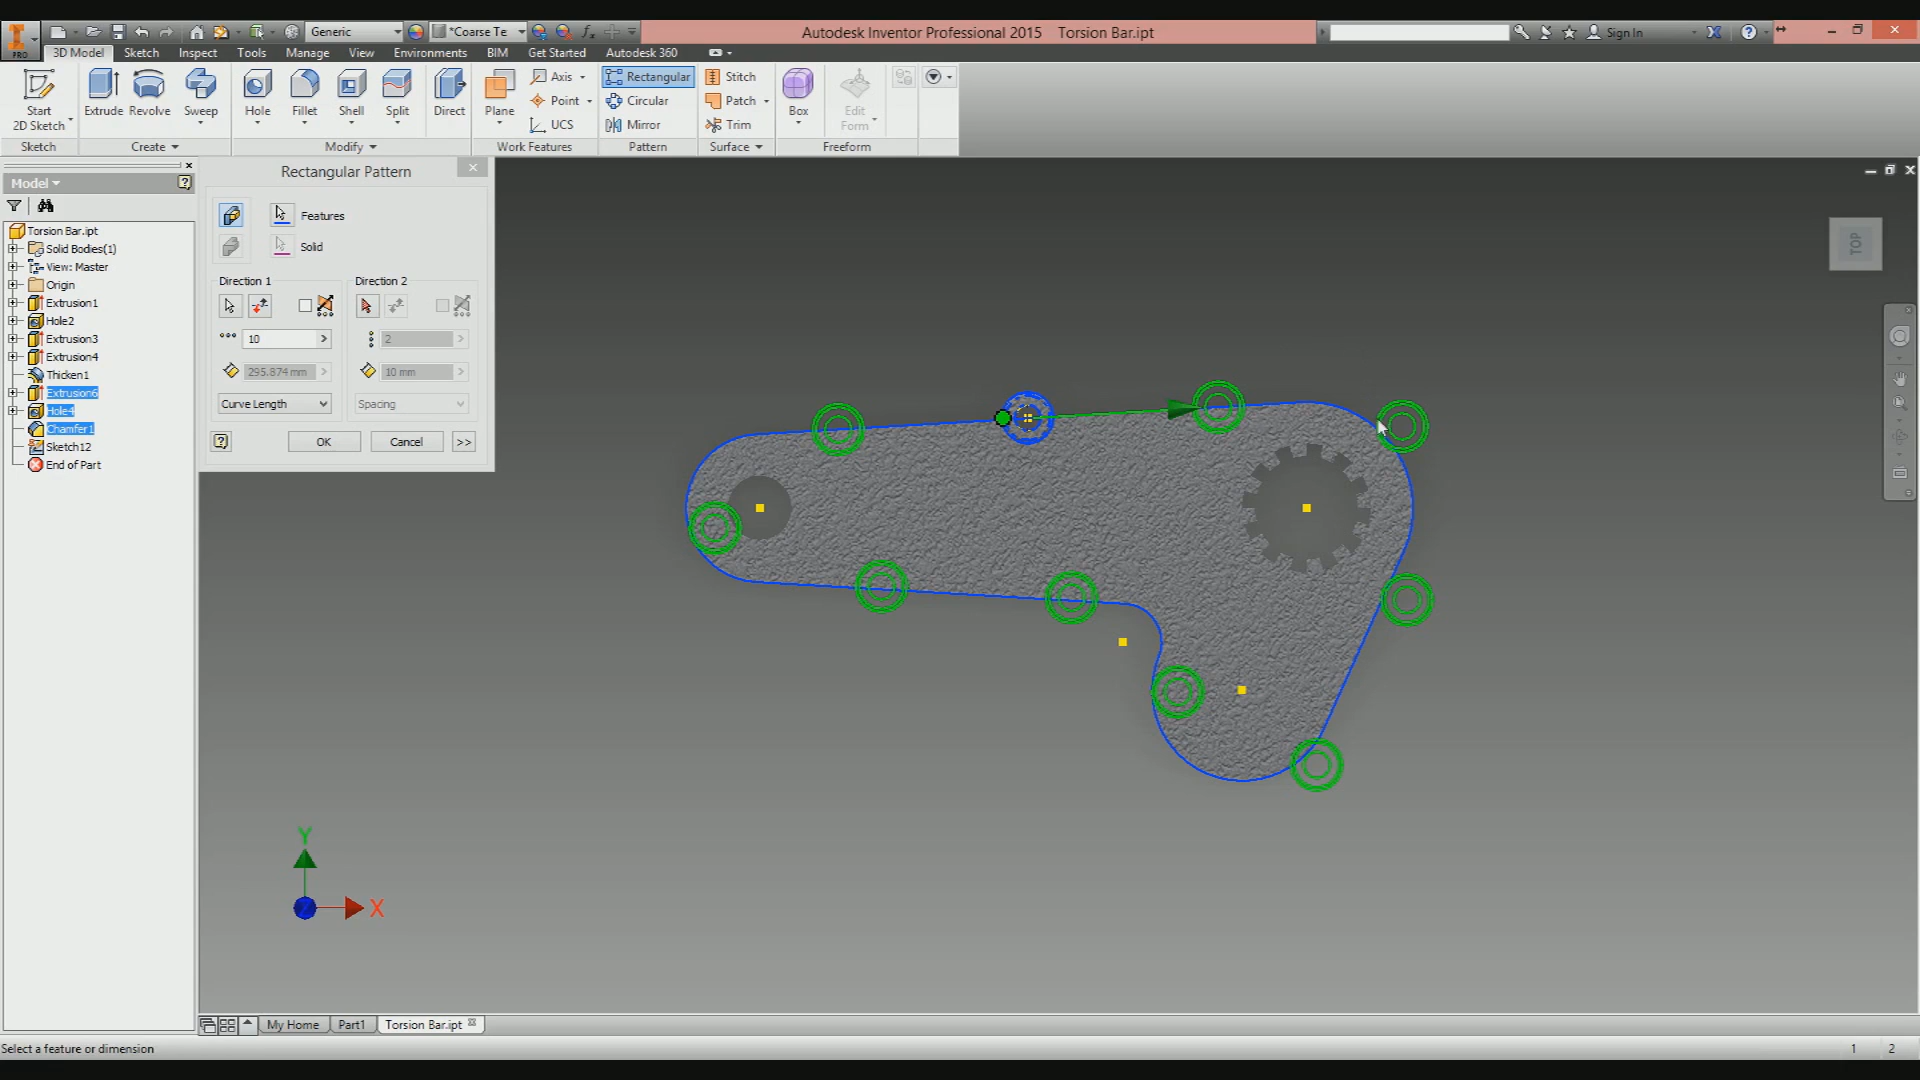 Generic
*Coarse Te
Autodesk Inventor Professional 2015 Torsion Bar.ipt
Sign In
PRO
3D Model
Sketch
Inspect
Tools
Manage
View
Environments
BIM
Get Started
Autodesk 360
Start
2D Sketch
Extrude
Revolve
Sweep
Hole
Fillet
Shell
Split
Direct
Plane
Axis
Point
UCS
Rectangular
Circular
Mirror
Stitch
Patch
Trim
Box
Edit
Form
Sketch
Create
Modify
Work Features
Pattern
Surface
Freeform
Model
Torsion Bar.ipt
Solid Bodies(1)
View: Master
Origin
Extrusion1
Hole2
Extrusion3
Extrusion4
Thicken1
Extrusion6
Hole4
Chamfer1
Sketch12
End of Part
Rectangular Pattern
Features
Solid
Direction 1
Direction 2
10
2
295.874 mm
10 mm
Curve Length
Spacing
OK
Cancel
>>
TOP
Y
X
My Home
Part1
Torsion Bar.ipt
Select a feature or dimension
1
2